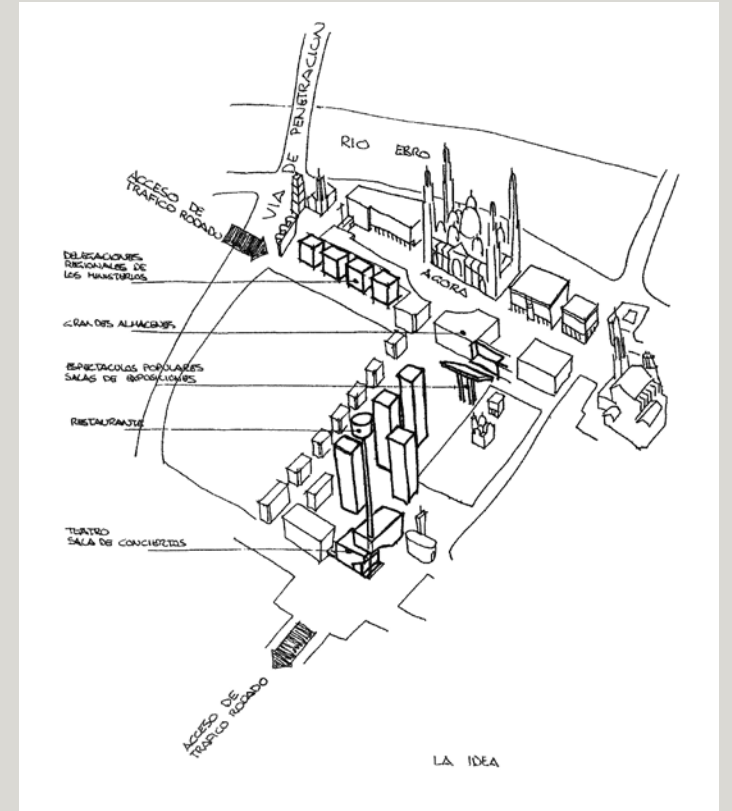 VIA DE PENETRACION
RIO EBRO
ACCESO DE
TRAFICO RODADO
DELEGACIONES
REGIONALES DE
LOS MINISTERIOS
AGORA
GRANDES ALMACENES
ESPECTACULOS POPULARES
SALAS DE EXPOSICIONES
RESTAURANTE
TEATRO
SALA DE CONCIERTOS
ACCESO DE
TRAFICO RODADO
LA IDEA